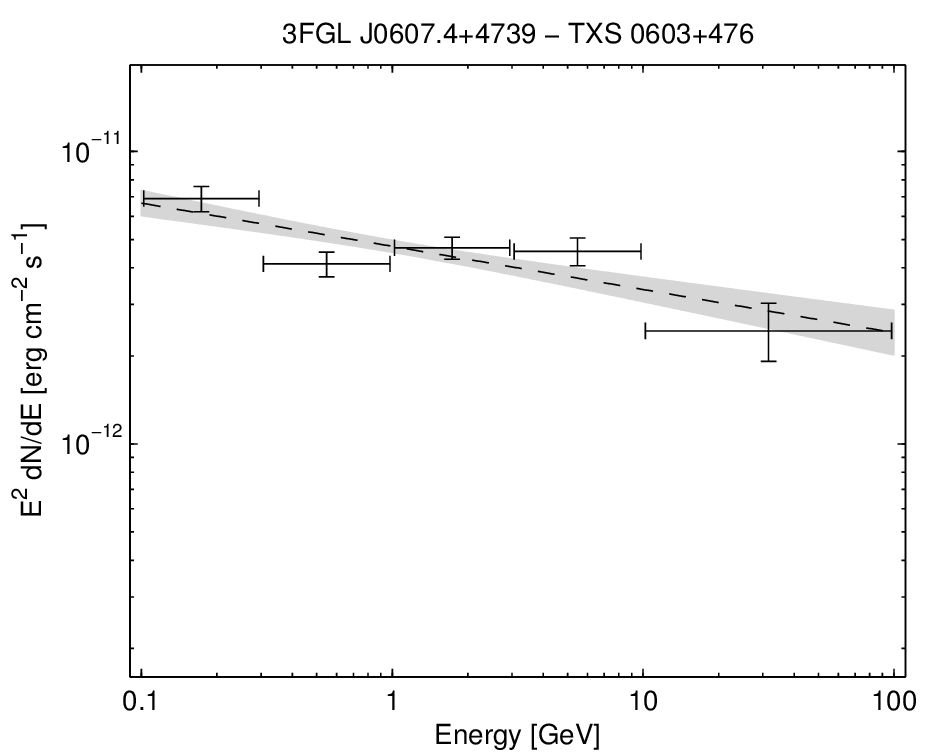 3FGL J0607.4+4739 – TXS 0603+476
10⁻¹¹
10⁻¹²
E² dN/dE [erg cm⁻² s⁻¹]
0.1 1 10 100
Energy [GeV]